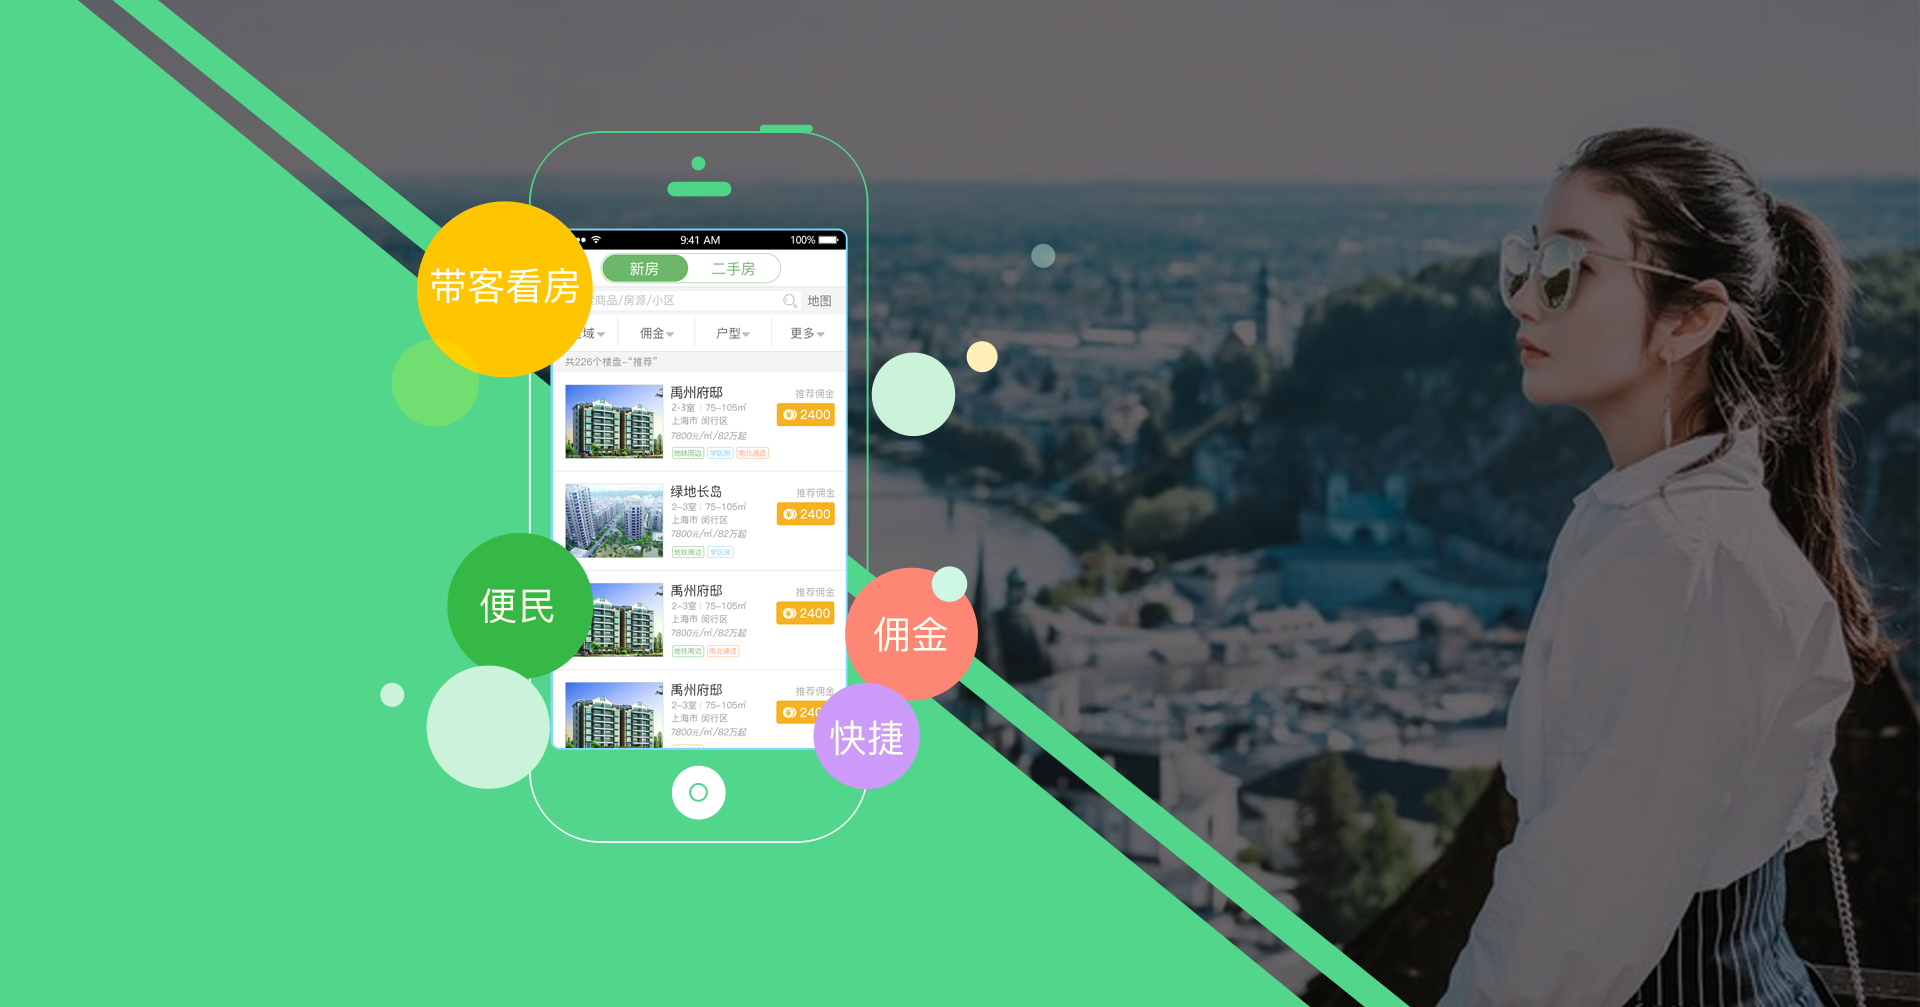 9:41 AM
100%
新房
二手房
商品/房源/小区
地图
域
佣金
户型
更多
共226个楼盘-“推荐”
禹州府邸
推荐佣金
2-3室 | 75-105㎡
2400
上海市 闵行区
7800元/㎡/82万起
地铁周边
学区房
南北通透
绿地长岛
推荐佣金
2-3室 | 75-105㎡
2400
上海市 闵行区
7800元/㎡/82万起
地铁周边
学区房
禹州府邸
推荐佣金
2-3室 | 75-105㎡
2400
上海市 闵行区
7800元/㎡/82万起
地铁周边
南北通透
禹州府邸
推荐佣金
2-3室 | 75-105㎡
240
上海市 闵行区
7800元/㎡/82万起
带客看房
便民
佣金
快捷